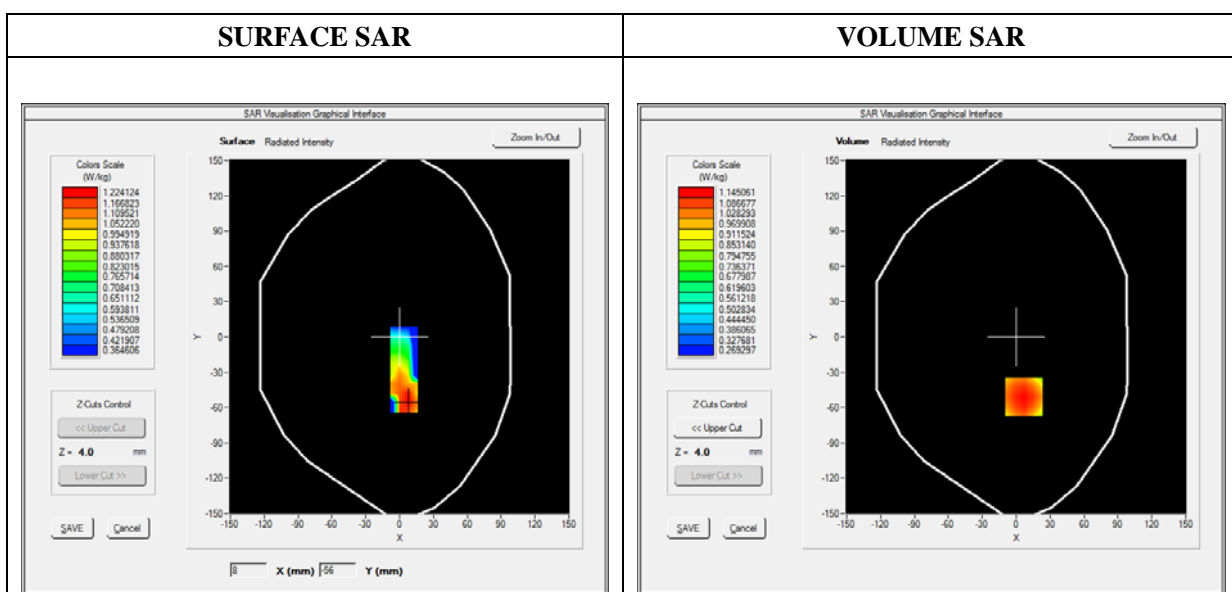 SURFACE SAR
VOLUME SAR
SAR Visualisation Graphical Interface
Surface Radiated Intensity
Zoom In/Out
Colors Scale
(W/kg)
1.224124
1.166823
1.109521
1.052220
0.994919
0.937618
0.880317
0.823015
0.765714
0.708413
0.651112
0.593811
0.536509
0.479208
0.421907
0.364606
150
120
90
60
30
0
-30
-60
-90
-120
-150
Y
-150 -120 -90 -60 -30 0 30 60 90 120 150
X
Z-Cuts Control
<< Upper Cut
Z = 4.0 mm
Lower Cut >>
SAVE Cancel
8 X (mm) -56 Y (mm)
SAR Visualisation Graphical Interface
Volume Radiated Intensity
Zoom In/Out
Colors Scale
(W/kg)
1.145061
1.086677
1.028293
0.969908
0.911524
0.853140
0.794755
0.736371
0.677987
0.619603
0.561218
0.502834
0.444450
0.386065
0.327681
0.269297
150
120
90
60
30
0
-30
-60
-90
-120
-150
Y
-150 -120 -90 -60 -30 0 30 60 90 120 150
X
Z-Cuts Control
<< Upper Cut
Z = 4.0 mm
Lower Cut >>
SAVE Cancel